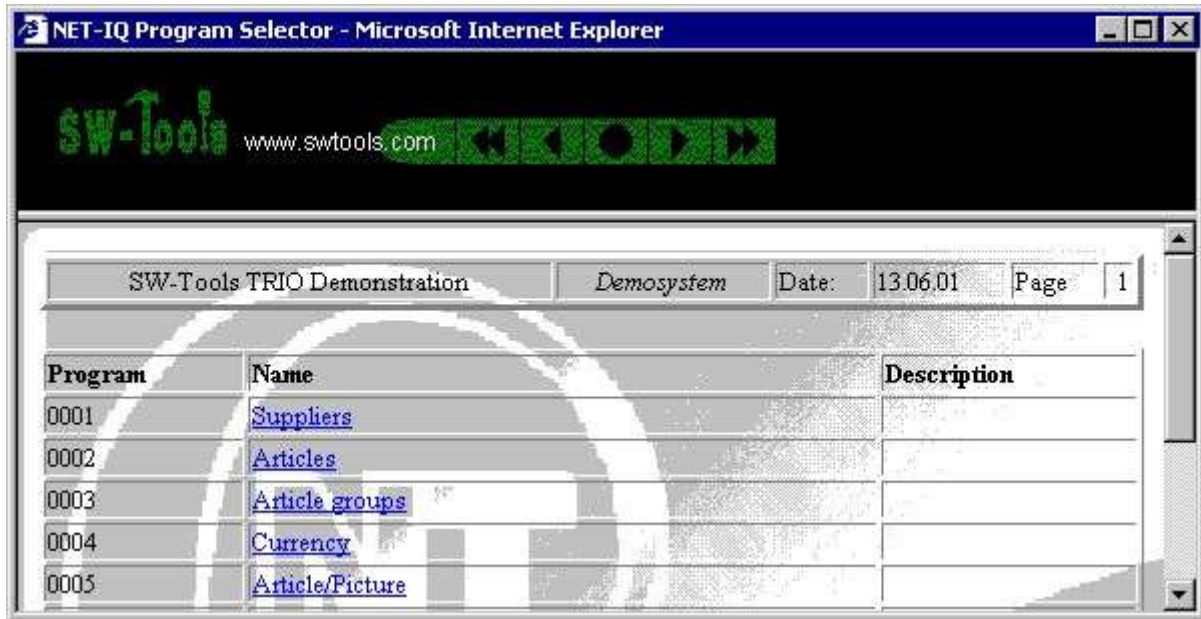 NET-IQ Program Selector - Microsoft Internet Explorer
SW-Tools www.swtools.com
SW-Tools TRIO Demonstration Demosystem Date: 13.06.01 Page 1
Program Name Description
0001 Suppliers
0002 Articles
0003 Article groups
0004 Currency
0005 Article/Picture
NT